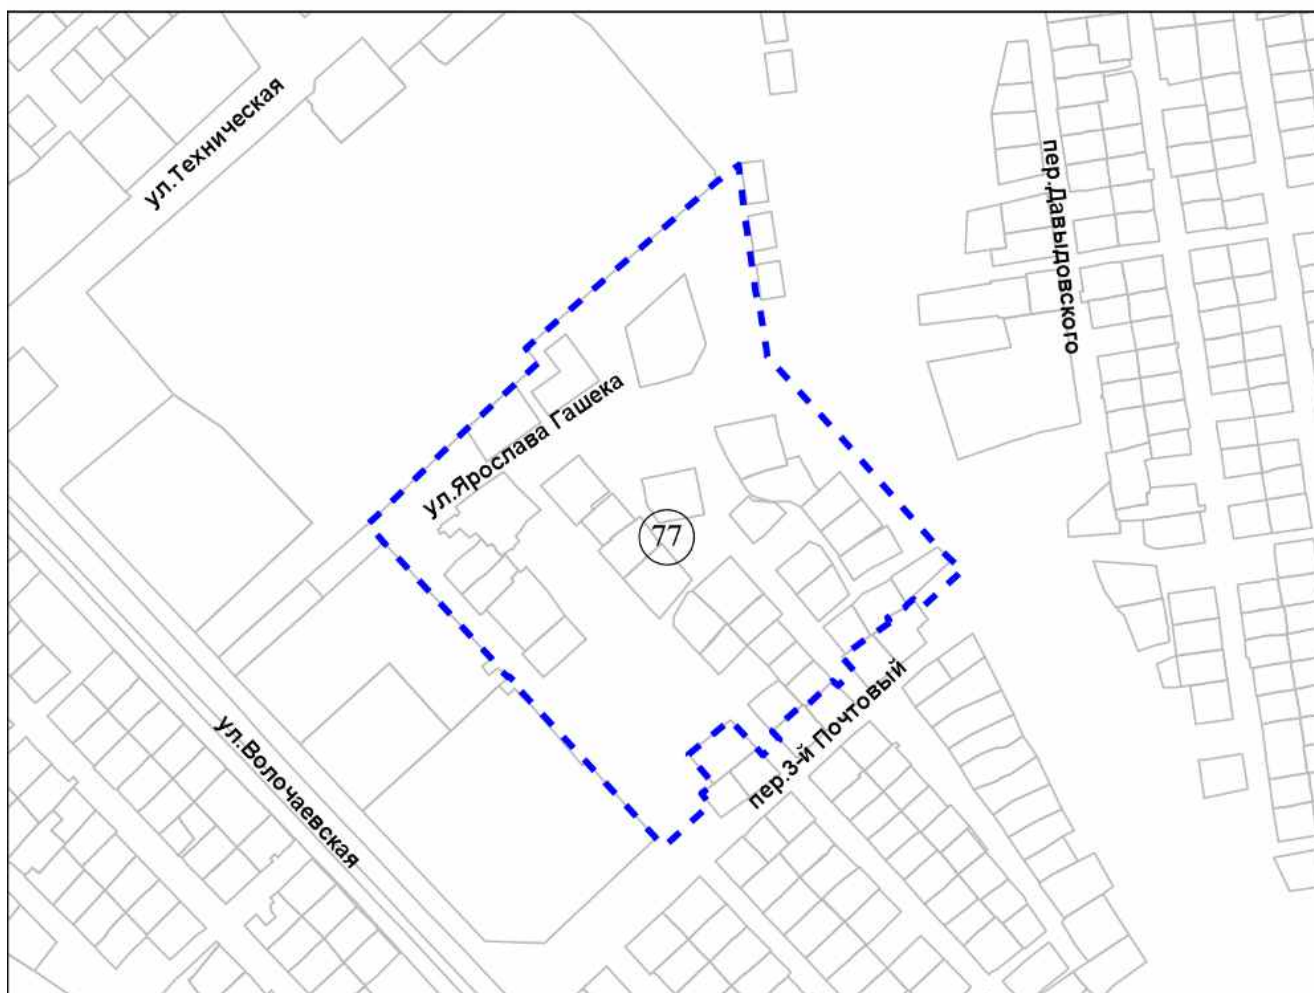 ул.Техническая
пер.Давыдовского
ул.Ярослава Гашека
77
пер.3-й Почтовый
ул.Волочаевская